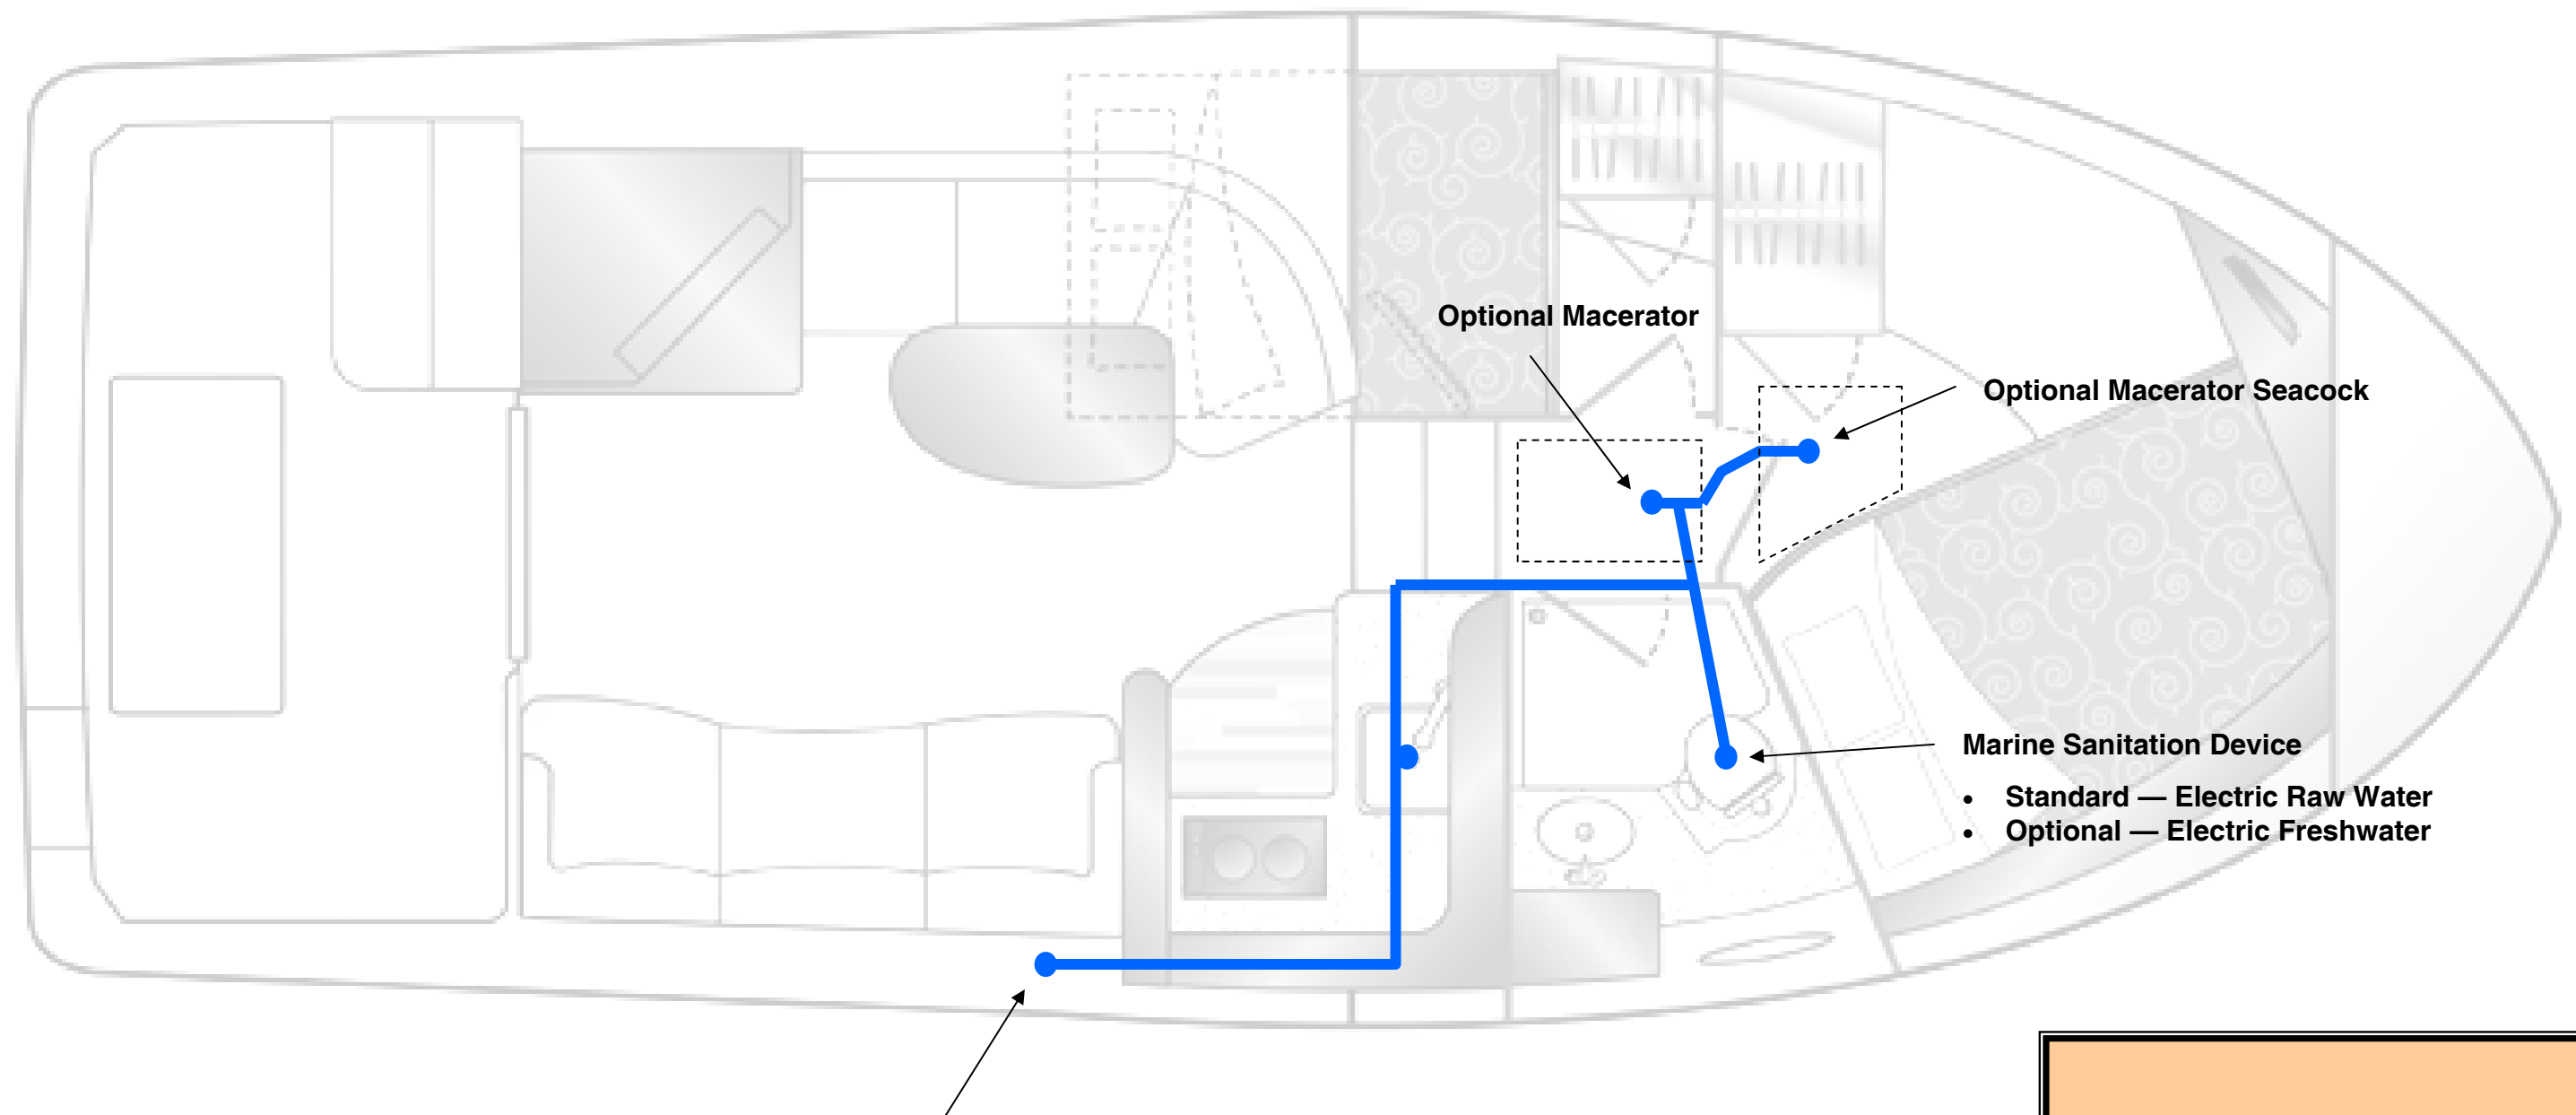 Optional Macerator
Optional Macerator Seacock
Marine Sanitation Device
• Standard — Electric Raw Water
• Optional — Electric Freshwater